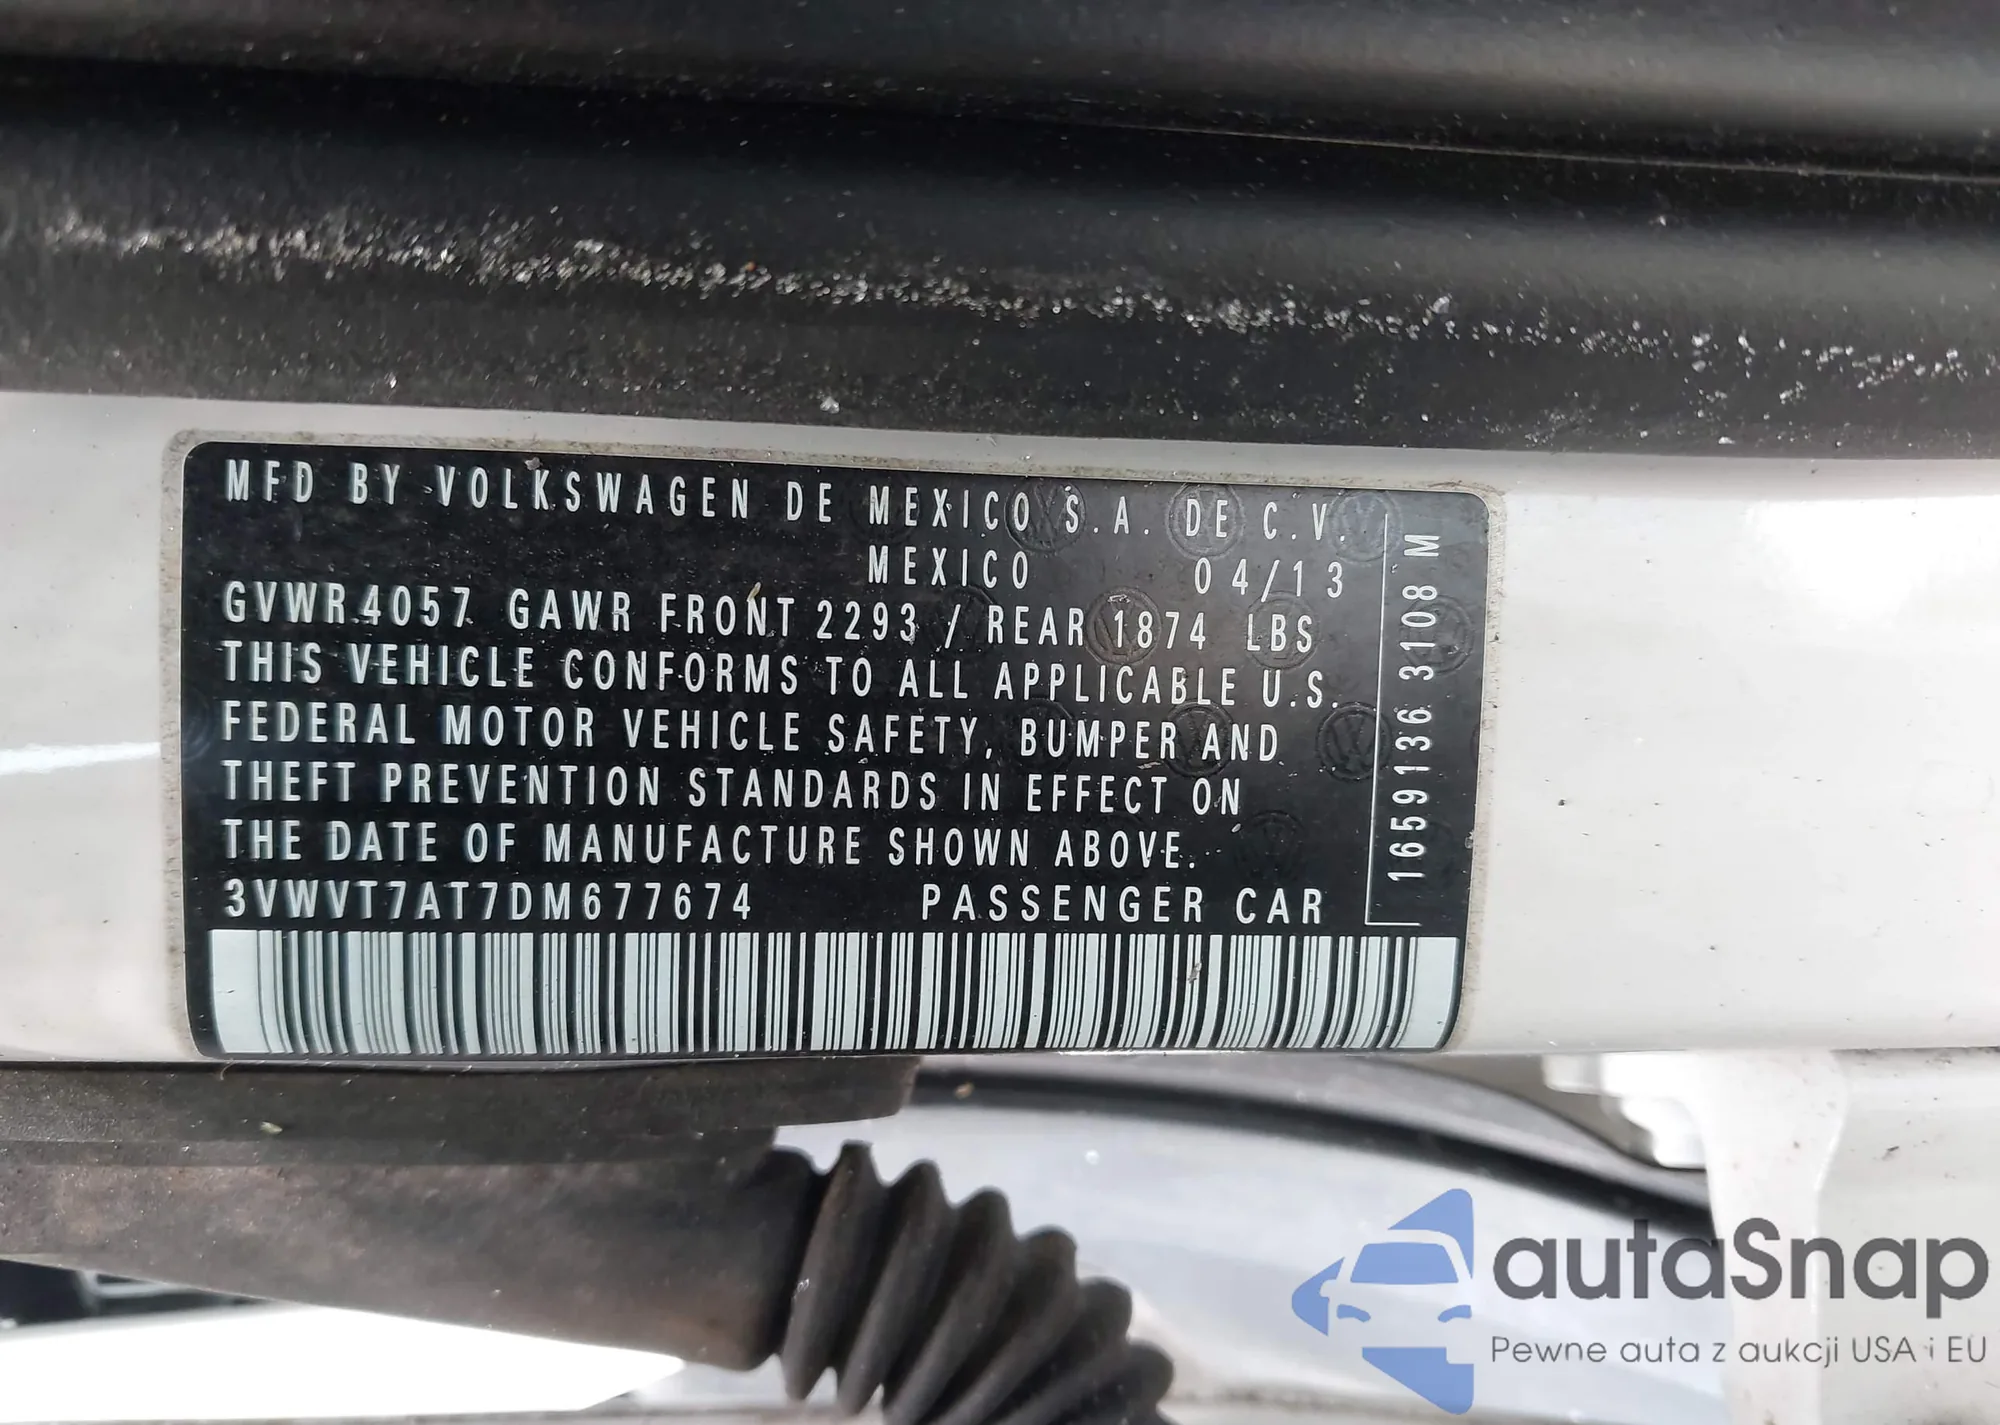 MFD BY VOLKSWAGEN DE MEXICO S.A. DE C.V.
MEXICO 04/13
GVWR 4057 GAWR FRONT 2293 / REAR 1874 LBS
THIS VEHICLE CONFORMS TO ALL APPLICABLE U.S.
FEDERAL MOTOR VEHICLE SAFETY, BUMPER AND
THEFT PREVENTION STANDARDS IN EFFECT ON
THE DATE OF MANUFACTURE SHOWN ABOVE.
3VWVT7AT7DM677674 PASSENGER CAR
1659136 3108 M
autaSnap
Pewne auta z aukcji USA i EU